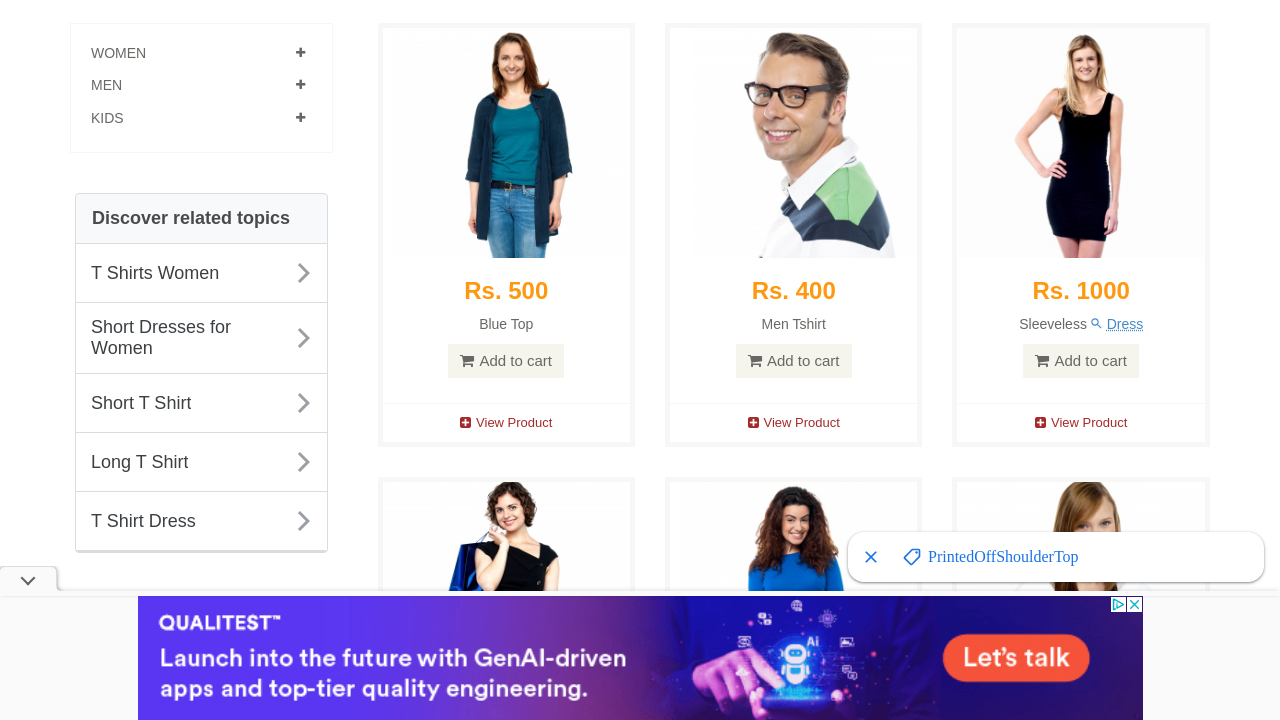 WOMEN
MEN
KIDS
Discover related topics
T Shirts Women
Short Dresses for
Women
Short T Shirt
Long T Shirt
T Shirt Dress
Rs. 500
Blue Top
Add to cart
View Product
Rs. 400
Men Tshirt
Add to cart
View Product
Rs. 1000
Sleeveless Dress
Add to cart
View Product
PrintedOffShoulderTop
QUALITEST™
Launch into the future with GenAI-driven
apps and top-tier quality engineering.
Ai
Let's talk